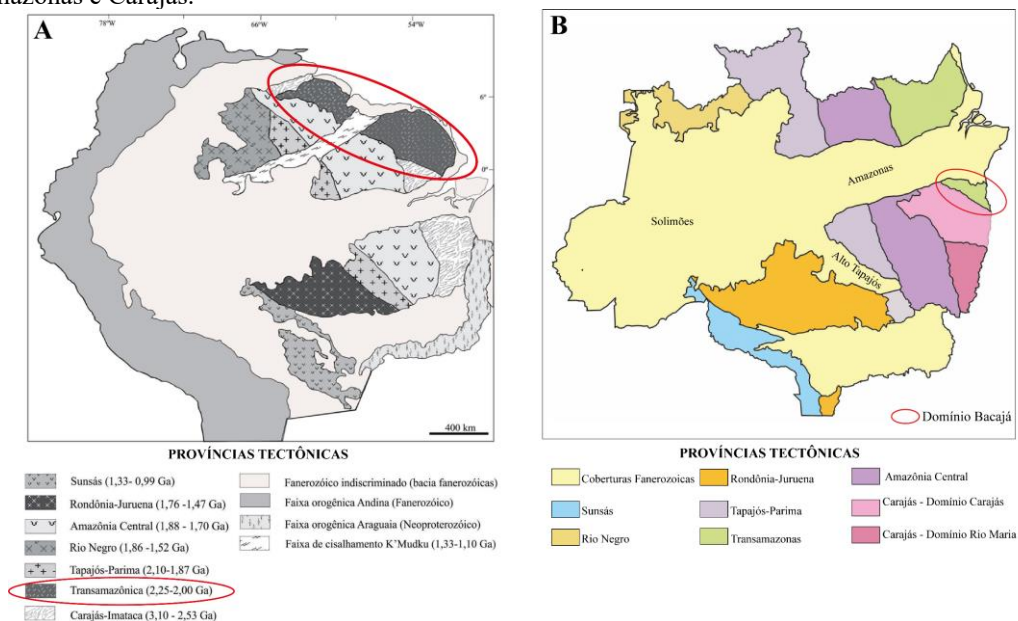 mazonas e Carajás.
A
78°W
66°W
54°W
6°
0°
400 km
B
Amazonas
Solimões
Alto Tapajós
Domínio Bacajá
PROVÍNCIAS TECTÔNICAS
Sunsás (1,33- 0,99 Ga)
Rondônia-Juruena (1,76 -1,47 Ga)
Amazônia Central (1,88 - 1,70 Ga)
Rio Negro (1,86 -1,52 Ga)
Tapajós-Parima (2,10-1,87 Ga)
Transamazônica (2,25-2,00 Ga)
Carajás-Imataca (3,10 - 2,53 Ga)
Fanerozóico indiscriminado (bacia fanerozóicas)
Faixa orogênica Andina (Fanerozóico)
Faixa orogênica Araguaia (Neoproterozóico)
Faixa de cisalhamento K'Mudku (1,33-1,10 Ga)
PROVÍNCIAS TECTÔNICAS
Coberturas Fanerozoicas
Sunsás
Rio Negro
Rondônia-Juruena
Tapajós-Parima
Transamazonas
Amazônia Central
Carajás - Domínio Carajás
Carajás - Domínio Rio Maria